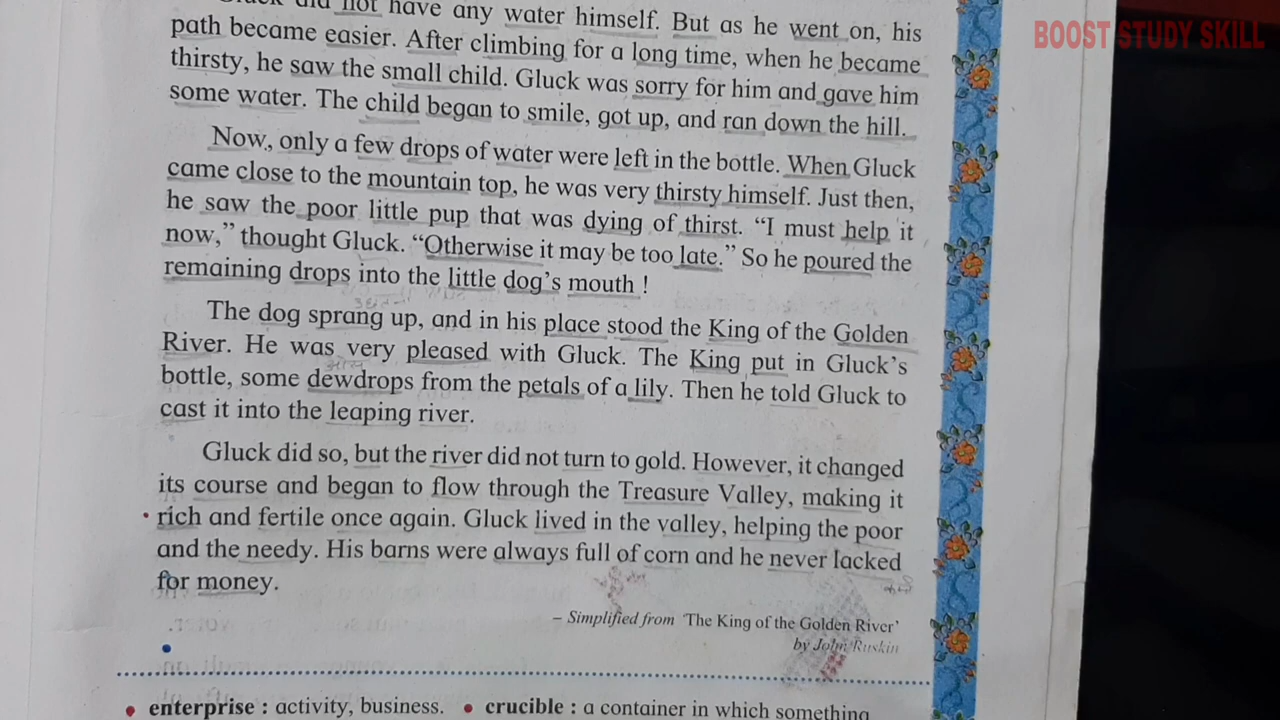 did not have any water himself. But as he went on, his
BOOST STUDY SKILL
path became easier. After climbing for a long time, when he became
thirsty, he saw the small child. Gluck was sorry for him and gave him
some water. The child began to smile, got up, and ran down the hill.
Now, only a few drops of water were left in the bottle. When Gluck
came close to the mountain top, he was very thirsty himself. Just then,
he saw the poor little pup that was dying of thirst. “I must help it
now,” thought Gluck. “Otherwise it may be too late.” So he poured the
remaining drops into the little dog’s mouth !
The dog sprang up, and in his place stood the King of the Golden
River. He was very pleased with Gluck. The King put in Gluck’s
bottle, some dewdrops from the petals of a lily. Then he told Gluck to
cast it into the leaping river.
Gluck did so, but the river did not turn to gold. However, it changed
its course and began to flow through the Treasure Valley, making it
rich and fertile once again. Gluck lived in the valley, helping the poor
and the needy. His barns were always full of corn and he never lacked
for money.
– Simplified from ‘The King of the Golden River’
by John Ruskin
• enterprise : activity, business. • crucible : a container in which something